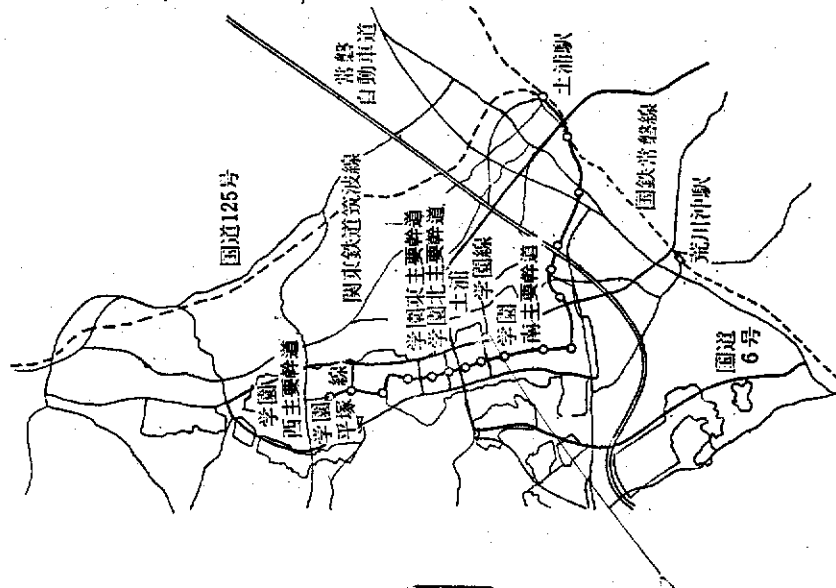 常磐
自動車道
土浦駅
国道125号
関東鉄道筑波線
国鉄常磐線
荒川沖駅
学園東主要幹道
学園北主要幹道
土浦
学園線
学園
南主要幹道
学園
西主要幹道
学園
平塚線
国道
6号